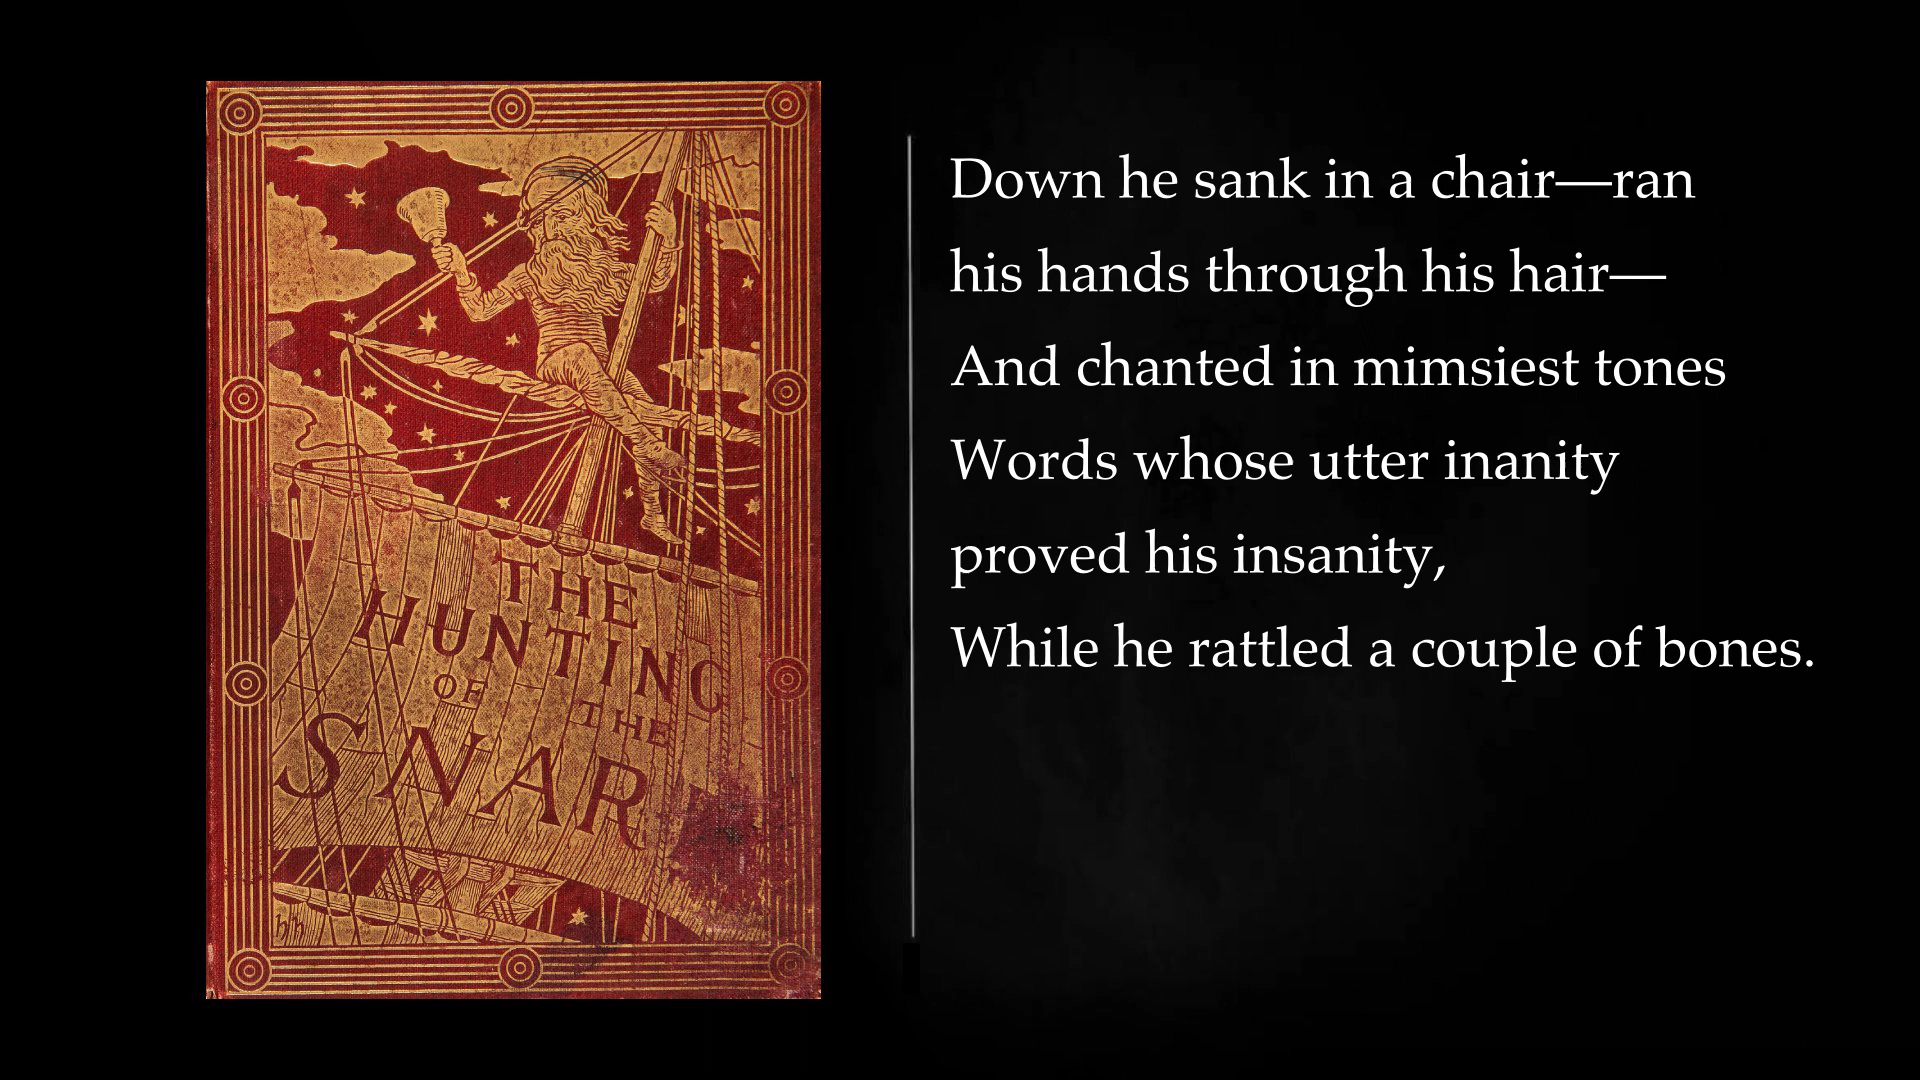 THE
HUNTING
OF THE
SNAR
Down he sank in a chair—ran
his hands through his hair—
And chanted in mimsiest tones
Words whose utter inanity
proved his insanity,
While he rattled a couple of bones.